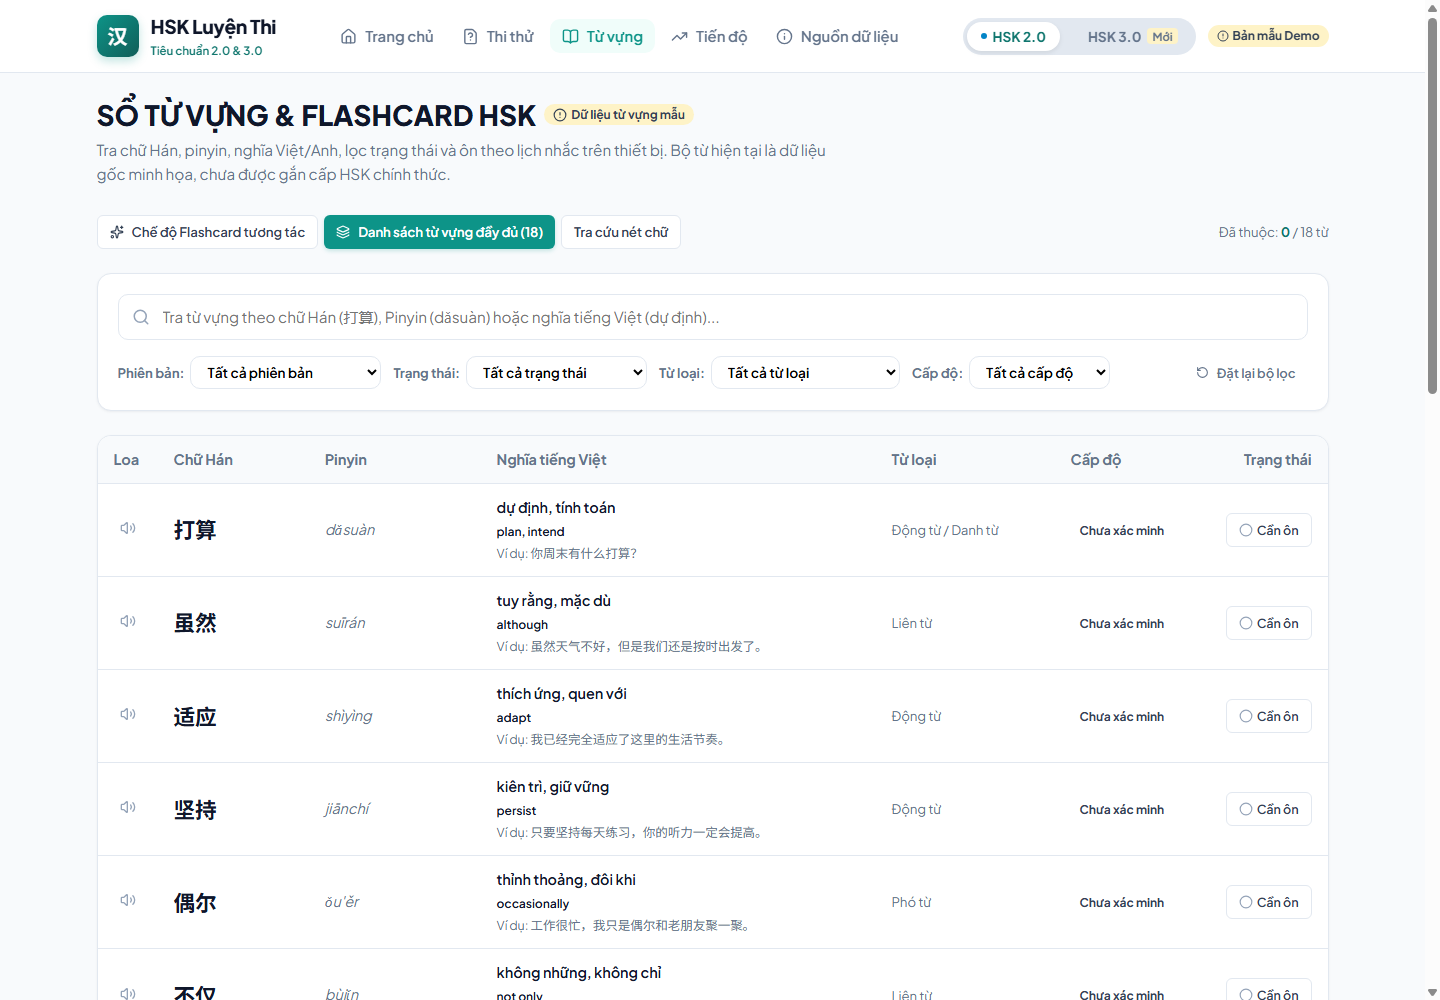 汉
HSK Luyện Thi
Tiêu chuẩn 2.0 & 3.0
Trang chủ
Thi thử
Từ vựng
Tiến độ
Nguồn dữ liệu
HSK 2.0
HSK 3.0 Mới
Bản mẫu Demo
SỔ TỪ VỰNG & FLASHCARD HSK
Dữ liệu từ vựng mẫu
Tra chữ Hán, pinyin, nghĩa Việt/Anh, lọc trạng thái và ôn theo lịch nhắc trên thiết bị. Bộ từ hiện tại là dữ liệu
gốc minh họa, chưa được gắn cấp HSK chính thức.
Chế độ Flashcard tương tác
Danh sách từ vựng đầy đủ (18)
Tra cứu nét chữ
Đã thuộc: 0 / 18 từ
Tra từ vựng theo chữ Hán (打算), Pinyin (dǎsuàn) hoặc nghĩa tiếng Việt (dự định)...
Phiên bản: Tất cả phiên bản
Trạng thái: Tất cả trạng thái
Từ loại: Tất cả từ loại
Cấp độ: Tất cả cấp độ
Đặt lại bộ lọc
Loa Chữ Hán Pinyin Nghĩa tiếng Việt Từ loại Cấp độ Trạng thái
打算 dǎsuàn
dự định, tính toán
plan, intend
Ví dụ: 你周末有什么打算?
Động từ / Danh từ
Chưa xác minh
Cần ôn
虽然 suīrán
tuy rằng, mặc dù
although
Ví dụ: 虽然天气不好，但是我们还是按时出发了。
Liên từ
Chưa xác minh
Cần ôn
适应 shìyìng
thích ứng, quen với
adapt
Ví dụ: 我已经完全适应了这里的生活节奏。
Động từ
Chưa xác minh
Cần ôn
坚持 jiānchí
kiên trì, giữ vững
persist
Ví dụ: 只要坚持每天练习，你的听力一定会提高。
Động từ
Chưa xác minh
Cần ôn
偶尔 ǒu'ěr
thỉnh thoảng, đôi khi
occasionally
Ví dụ: 工作很忙，我只是偶尔和老朋友聚一聚。
Phó từ
Chưa xác minh
Cần ôn
不仅 bùjǐn
không những, không chỉ
not only
Liên từ
Chưa xác minh
Cần ôn